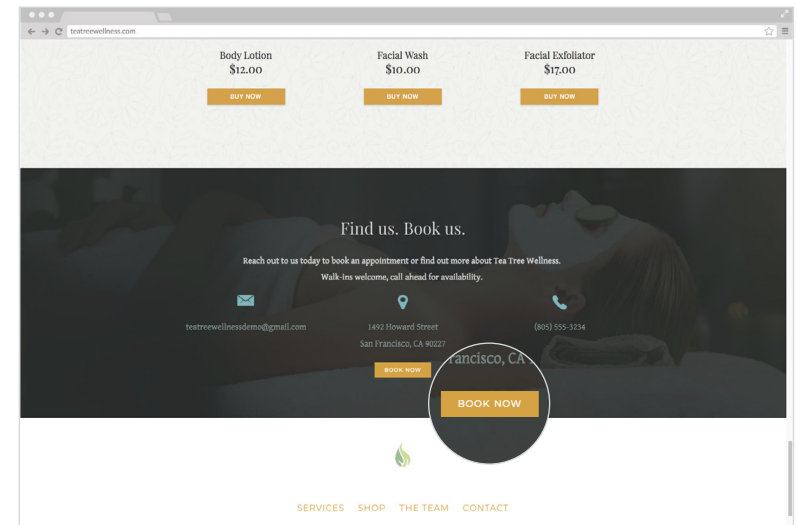 teatreewellness.com
Body Lotion
$12.00
BUY NOW
Facial Wash
$10.00
BUY NOW
Facial Exfoliator
$17.00
BUY NOW
Find us. Book us.
Reach out to us today to book an appointment or find out more about Tea Tree Wellness.
Walk-ins welcome, call ahead for availability.
teatreewellnessdemo@gmail.com
1492 Howard Street
San Francisco, CA 90227
(805) 555-3234
BOOK NOW
rancisco, CA
BOOK NOW
SERVICES SHOP THE TEAM CONTACT